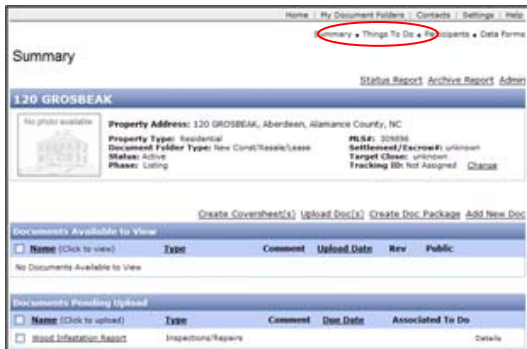 Home | My Document Folders | Contacts | Settings | Help
Summary • Things To Do • Participants • Data Forms
Summary
Status Report Archive Report Admin
120 GROSBEAK
No photo available
Property Address: 120 GROSBEAK, Aberdeen, Alamance County, NC
Property Type: Residential MLS#: 309896
Document Folder Type: New Const/Resale/Lease Settlement/Escrow#: unknown
Status: Active Target Close: unknown
Phase: Listing Tracking ID: Not Assigned Change
Create Coversheet(s) Upload Doc(s) Create Doc Package Add New Doc
Documents Available to View
Name (Click to view) Type Comment Upload Date Rev Public
No Documents Available to View
Documents Pending Upload
Name (Click to upload) Type Comment Due Date Associated To Do
Wood Infestation Report Inspections/Repairs Details